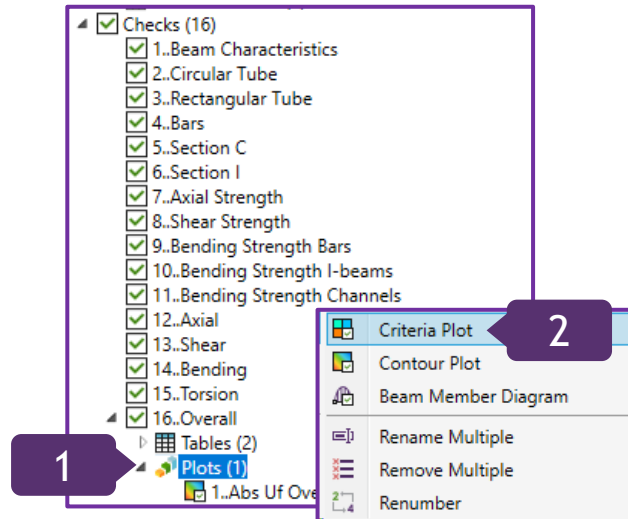 Checks (16)
1..Beam Characteristics
2..Circular Tube
3..Rectangular Tube
4..Bars
5..Section C
6..Section I
7..Axial Strength
8..Shear Strength
9..Bending Strength Bars
10..Bending Strength I-beams
11..Bending Strength Channels
12..Axial
13..Shear
14..Bending
15..Torsion
16..Overall
Tables (2)
1
Plots (1)
1..Abs Uf Ove
Criteria Plot
2
Contour Plot
Beam Member Diagram
Rename Multiple
Remove Multiple
Renumber